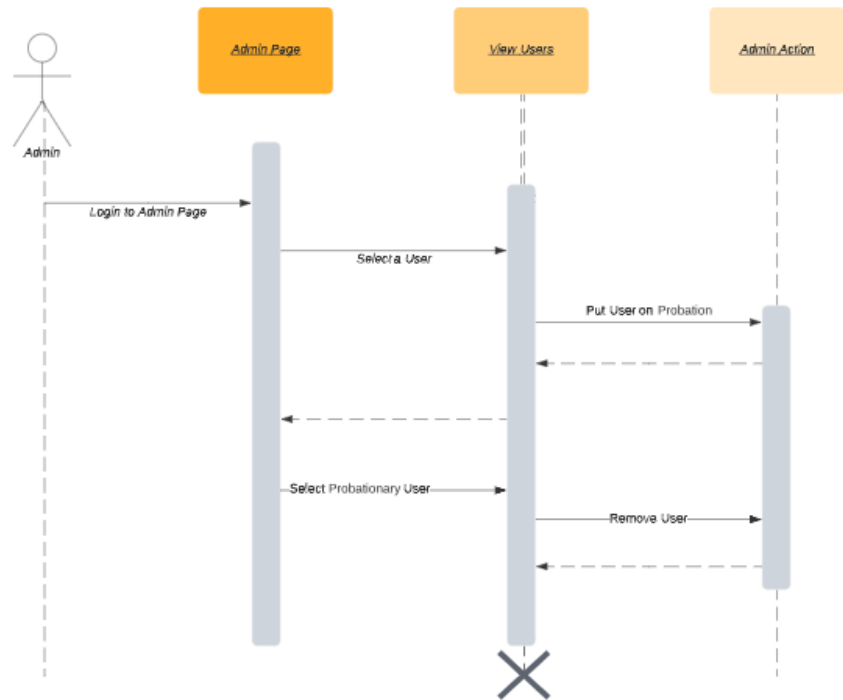 Admin Page
View Users
Admin Action
Admin
Login to Admin Page
Select a User
Put User on Probation
Select Probationary User
Remove User